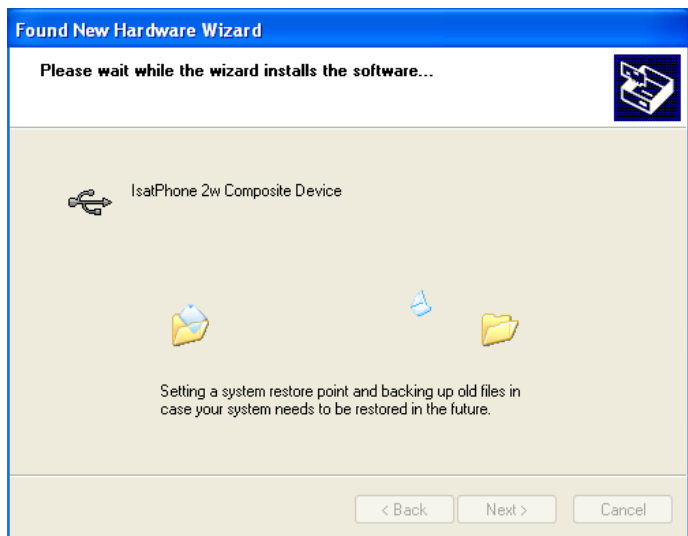 Found New Hardware Wizard
Please wait while the wizard installs the software...
IsatPhone 2w Composite Device
Setting a system restore point and backing up old files in
case your system needs to be restored in the future.
< Back Next > Cancel